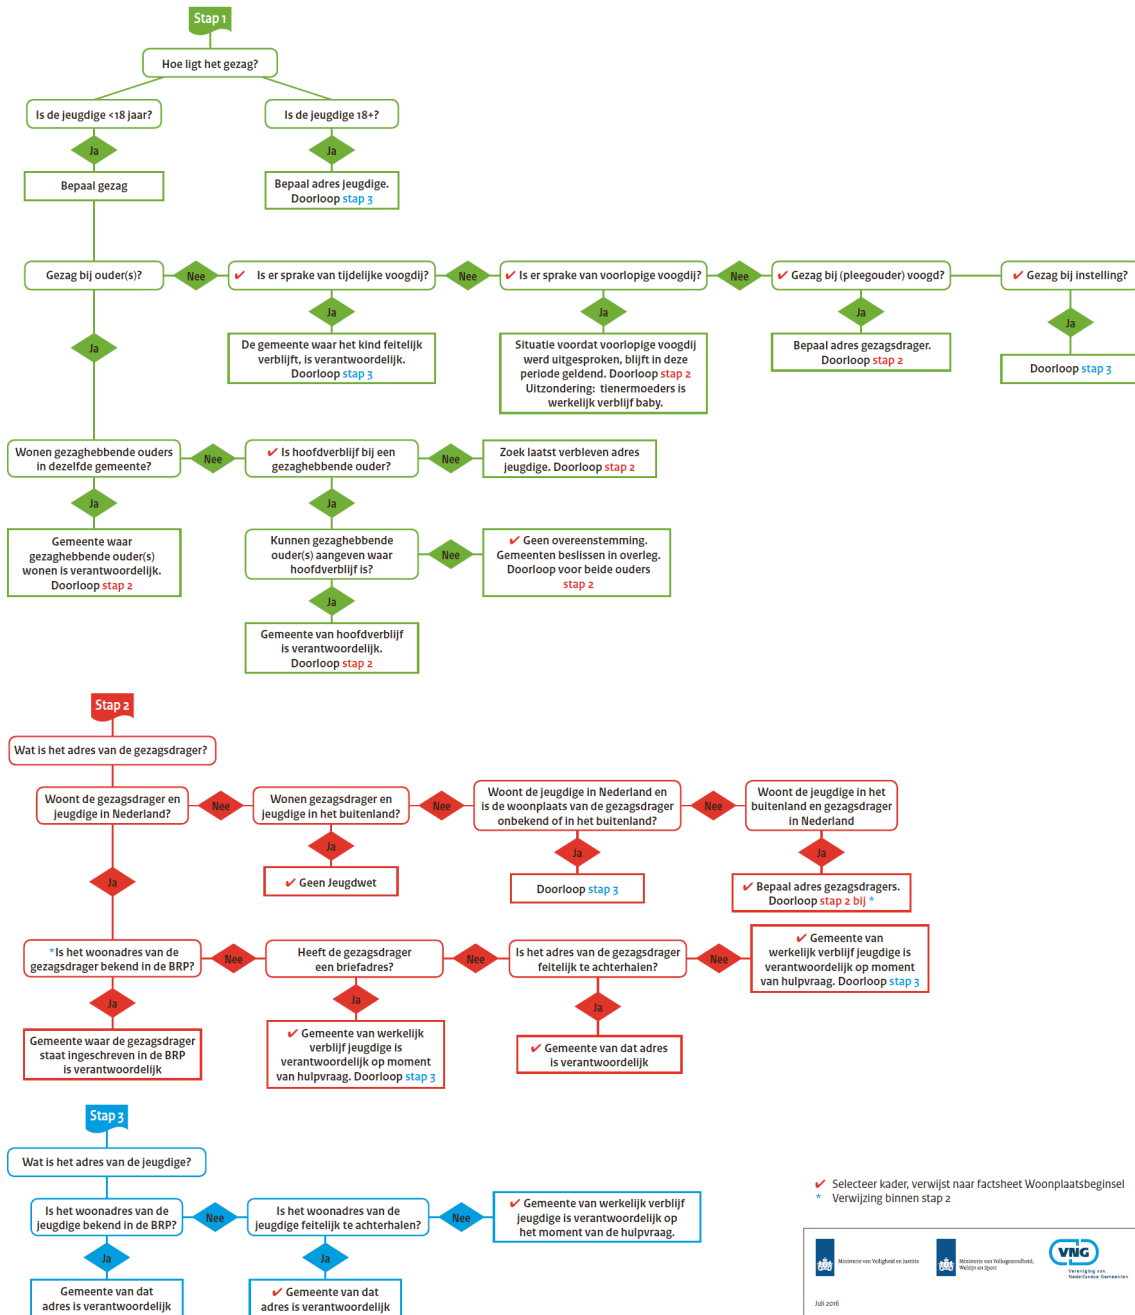 Stap 1
Hoe ligt het gezag?
Is de jeugdige <18 jaar?
Is de jeugdige 18+?
Ja
Ja
Bepaal gezag
Bepaal adres jeugdige.
Doorloop stap 3
Gezag bij ouder(s)?
Nee
✔ Is er sprake van tijdelijke voogdij?
Nee
✔ Is er sprake van voorlopige voogdij?
Nee
✔ Gezag bij (pleegouder) voogd?
✔ Gezag bij instelling?
Ja
Ja
Ja
Ja
Ja
De gemeente waar het kind feitelijk
verblijft, is verantwoordelijk.
Doorloop stap 3
Situatie voordat voorlopige voogdij
werd uitgesproken, blijft in deze
periode geldend. Doorloop stap 2
Uitzondering: tienermoeders is
werkelijk verblijf baby.
Bepaal adres gezagsdrager.
Doorloop stap 2
Doorloop stap 3
Wonen gezaghebbende ouders
in dezelfde gemeente?
Nee
✔ Is hoofdverblijf bij een
gezaghebbende ouder?
Nee
Zoek laatst verbleven adres
jeugdige. Doorloop stap 2
Ja
Ja
Gemeente waar
gezaghebbende ouder(s)
wonen is verantwoordelijk.
Doorloop stap 2
Kunnen gezaghebbende
ouder(s) aangeven waar
hoofdverblijf is?
Nee
✔ Geen overeenstemming.
Gemeenten beslissen in overleg.
Doorloop voor beide ouders
stap 2
Ja
Gemeente van hoofdverblijf
is verantwoordelijk.
Doorloop stap 2
Stap 2
Wat is het adres van de gezagsdrager?
Woont de gezagsdrager en
jeugdige in Nederland?
Nee
Wonen gezagsdrager en
jeugdige in het buitenland?
Nee
Woont de jeugdige in Nederland en
is de woonplaats van de gezagsdrager
onbekend of in het buitenland?
Nee
Woont de jeugdige in het
buitenland en gezagsdrager
in Nederland
Ja
Ja
Ja
Ja
✔ Geen Jeugdwet
Doorloop stap 3
✔ Bepaal adres gezagsdragers.
Doorloop stap 2 bij *
*Is het woonadres van de
gezagsdrager bekend in de BRP?
Nee
Heeft de gezagsdrager
een briefadres?
Nee
Is het adres van de gezagsdrager
feitelijk te achterhalen?
Nee
✔ Gemeente van
werkelijk verblijf jeugdige is
verantwoordelijk op moment
van hulpvraag. Doorloop stap 3
Ja
Ja
Ja
Gemeente waar de gezagsdrager
staat ingeschreven in de BRP
is verantwoordelijk
✔ Gemeente van werkelijk
verblijf jeugdige is
verantwoordelijk op moment
van hulpvraag. Doorloop stap 3
✔ Gemeente van dat adres
is verantwoordelijk
Stap 3
Wat is het adres van de jeugdige?
Is het woonadres van de
jeugdige bekend in de BRP?
Nee
Is het woonadres van de
jeugdige feitelijk te achterhalen?
Nee
✔ Gemeente van werkelijk verblijf
jeugdige is verantwoordelijk op
het moment van de hulpvraag.
Ja
Ja
Gemeente van dat
adres is verantwoordelijk
✔ Gemeente van dat
adres is verantwoordelijk
✔ Selecteer kader, verwijst naar factsheet Woonplaatsbeginsel
* Verwijzing binnen stap 2
Ministerie van Veiligheid en Justitie
Ministerie van Volksgezondheid,
Welzijn en Sport
VNG
Vereniging van
Nederlandse Gemeenten
Juli 2016